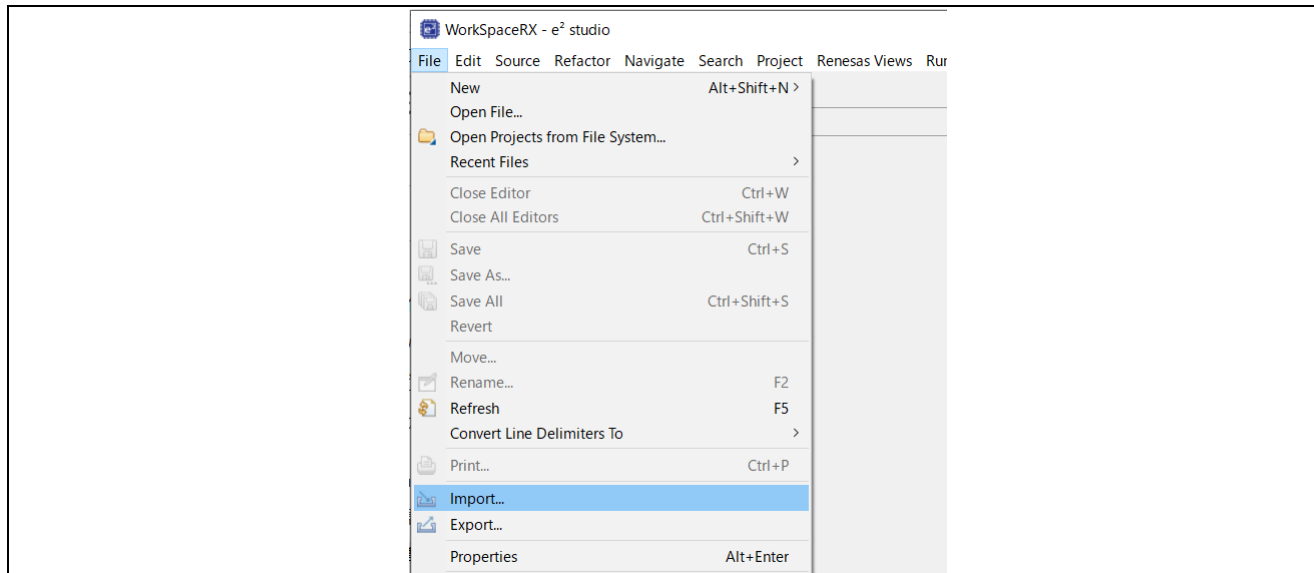 WorkSpaceRX - e² studio
File Edit Source Refactor Navigate Search Project Renesas Views Run
New Alt+Shift+N >
Open File...
Open Projects from File System...
Recent Files >
Close Editor Ctrl+W
Close All Editors Ctrl+Shift+W
Save Ctrl+S
Save As...
Save All Ctrl+Shift+S
Revert
Move...
Rename... F2
Refresh F5
Convert Line Delimiters To >
Print... Ctrl+P
Import...
Export...
Properties Alt+Enter